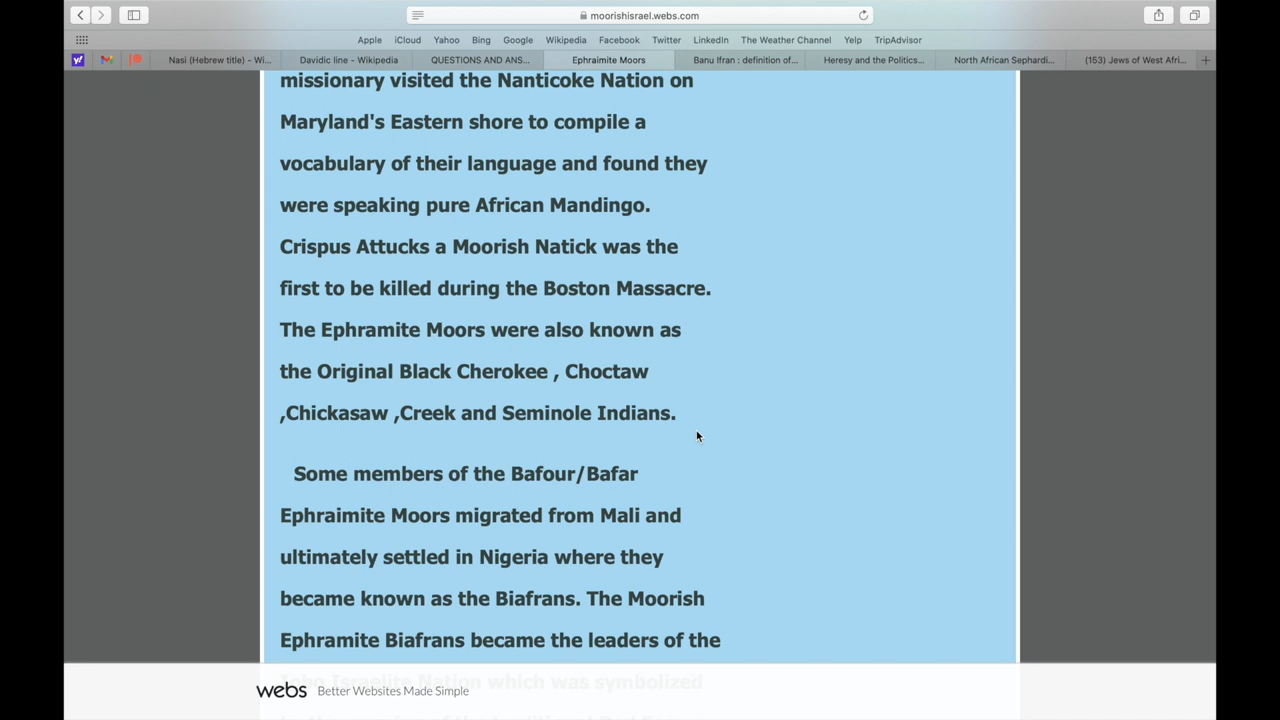 moorishisrael.webs.com
Apple iCloud Yahoo Bing Google Wikipedia Facebook Twitter LinkedIn The Weather Channel Yelp TripAdvisor
Nasi (Hebrew title) - Wi... Davidic line - Wikipedia QUESTIONS AND ANS... Ephraimite Moors Banu Ifran : definition of... Heresy and the Politics... North African Sephardi... (153) Jews of West Afri...
missionary visited the Nanticoke Nation on
Maryland's Eastern shore to compile a
vocabulary of their language and found they
were speaking pure African Mandingo.
Crispus Attucks a Moorish Natick was the
first to be killed during the Boston Massacre.
The Ephramite Moors were also known as
the Original Black Cherokee , Choctaw
,Chickasaw ,Creek and Seminole Indians.
Some members of the Bafour/Bafar
Ephraimite Moors migrated from Mali and
ultimately settled in Nigeria where they
became known as the Biafrans. The Moorish
Ephramite Biafrans became the leaders of the
Israelite Nation which was symbolized
webs Better Websites Made Simple